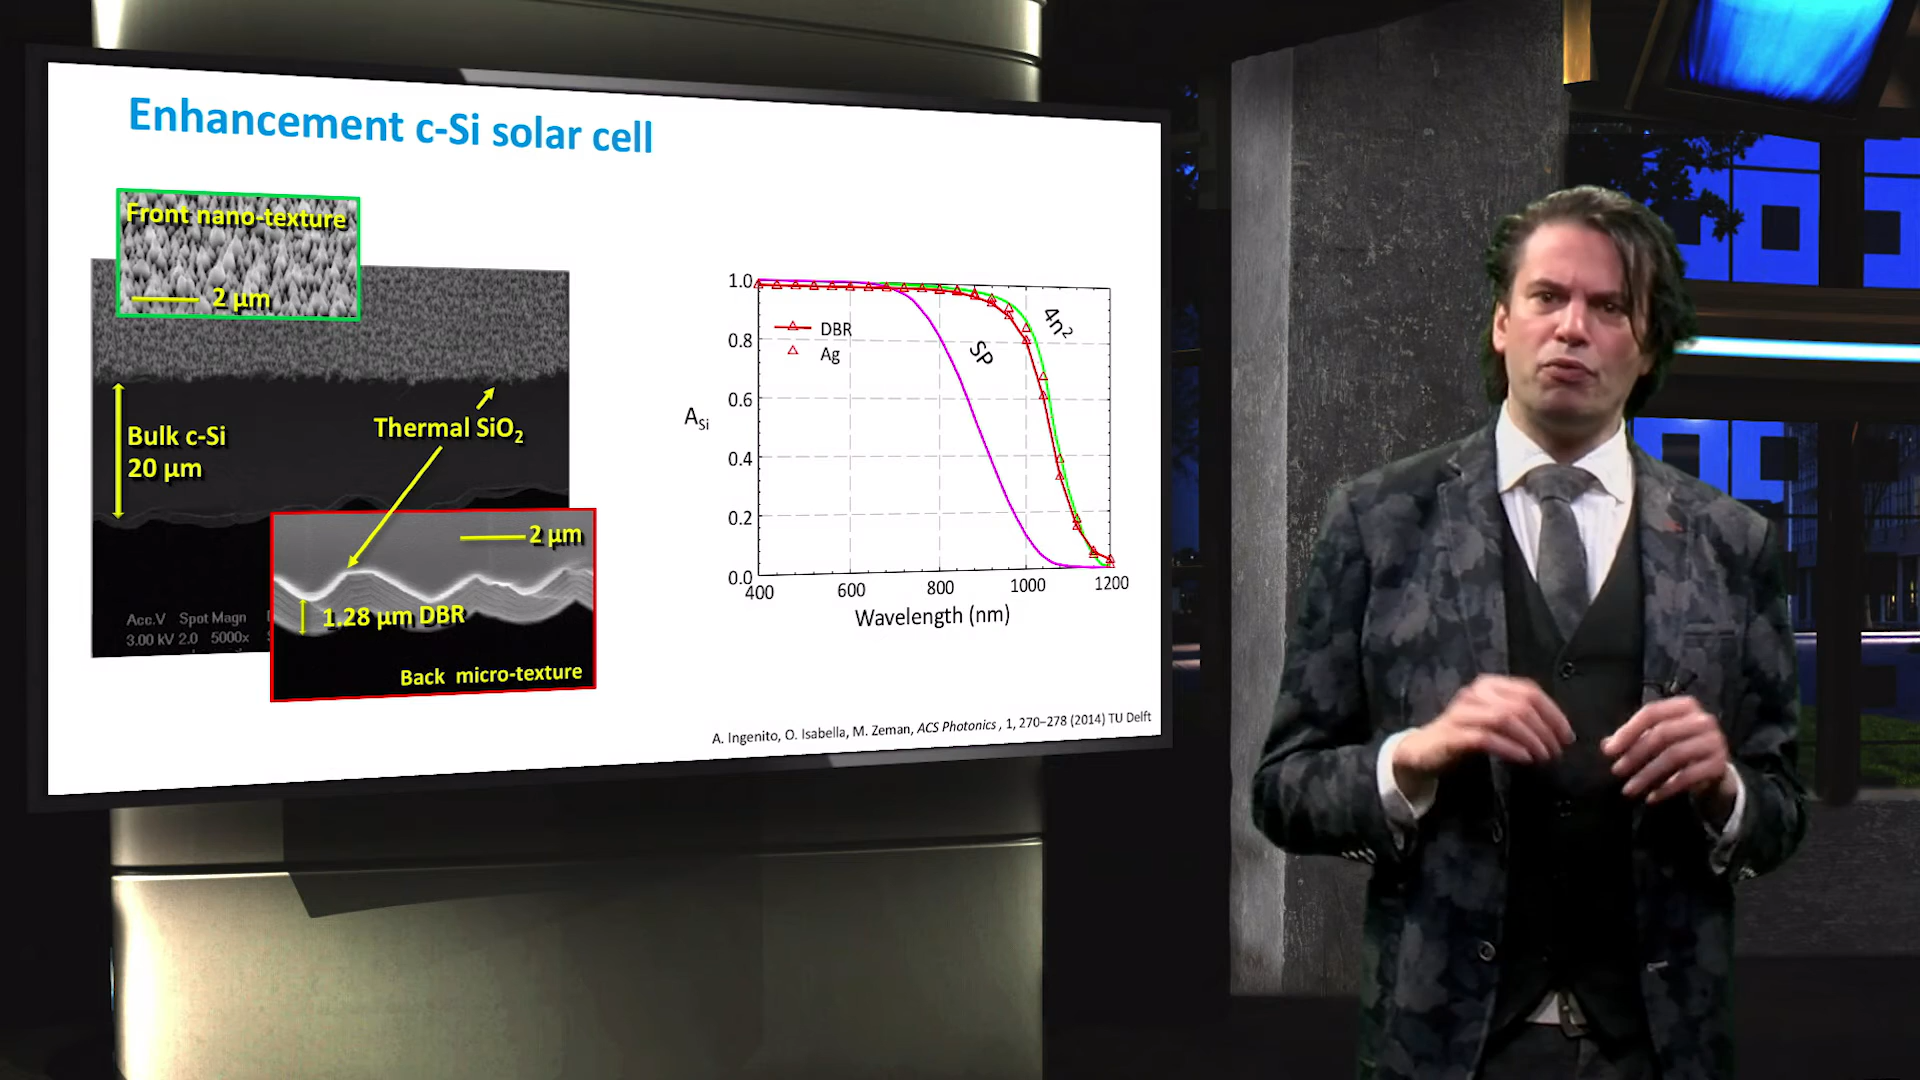 Enhancement c-Si solar cell
Front nano-texture
2 µm
Bulk c-Si
20 µm
Thermal SiO₂
2 µm
1.28 µm DBR
Back micro-texture
Acc.V Spot Magn
3.00 kV 2.0 5000x
1.0
0.8
0.6
0.4
0.2
0.0
A_Si
DBR
Ag
SP
4n²
400 600 800 1000 1200
Wavelength (nm)
A. Ingenito, O. Isabella, M. Zeman, ACS Photonics , 1, 270–278 (2014) TU Delft